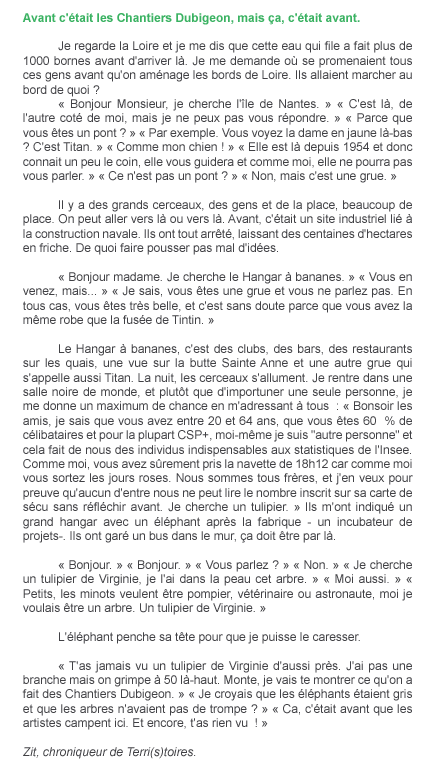 Avant c'était les Chantiers Dubigeon, mais ça, c'était avant.
Je regarde la Loire et je me dis que cette eau qui file a fait plus de
1000 bornes avant d'arriver là. Je me demande où se promenaient tous
ces gens avant qu'on aménage les bords de Loire. Ils allaient marcher au
bord de quoi ?
« Bonjour Monsieur, je cherche l'île de Nantes. » « C'est là, de
l'autre coté de moi, mais je ne peux pas vous répondre. » « Parce que
vous êtes un pont ? » « Par exemple. Vous voyez la dame en jaune là-bas
? C'est Titan. » « Comme mon chien ! » « Elle est là depuis 1954 et donc
connait un peu le coin, elle vous guidera et comme moi, elle ne pourra pas
vous parler. » « Ce n'est pas un pont ? » « Non, mais c'est une grue. »
Il y a des grands cerceaux, des gens et de la place, beaucoup de
place. On peut aller vers là ou vers là. Avant, c'était un site industriel lié à
la construction navale. Ils ont tout arrêté, laissant des centaines d'hectares
en friche. De quoi faire pousser pas mal d'idées.
« Bonjour madame. Je cherche le Hangar à bananes. » « Vous en
venez, mais... » « Je sais, vous êtes une grue et vous ne parlez pas. En
tous cas, vous êtes très belle, et c'est sans doute parce que vous avez la
même robe que la fusée de Tintin. »
Le Hangar à bananes, c'est des clubs, des bars, des restaurants
sur les quais, une vue sur la butte Sainte Anne et une autre grue qui
s'appelle aussi Titan. La nuit, les cerceaux s'allument. Je rentre dans une
salle noire de monde, et plutôt que d'importuner une seule personne, je
me donne un maximum de chance en m'adressant à tous : « Bonsoir les
amis, je sais que vous avez entre 20 et 64 ans, que vous êtes 60 % de
célibataires et pour la plupart CSP+, moi-même je suis "autre personne" et
cela fait de nous des individus indispensables aux statistiques de l'Insee.
Comme moi, vous avez sûrement pris la navette de 18h12 car comme moi
vous sortez les jours roses. Nous sommes tous frères, et j'en veux pour
preuve qu'aucun d'entre nous ne peut lire le nombre inscrit sur sa carte de
sécu sans réfléchir avant. Je cherche un tulipier. » Ils m'ont indiqué un
grand hangar avec un éléphant après la fabrique - un incubateur de
projets-. Ils ont garé un bus dans le mur, ça doit être par là.
« Bonjour. » « Bonjour. » « Vous parlez ? » « Non. » « Je cherche
un tulipier de Virginie, je l'ai dans la peau cet arbre. » « Moi aussi. » «
Petits, les minots veulent être pompier, vétérinaire ou astronaute, moi je
voulais être un arbre. Un tulipier de Virginie. »
L'éléphant penche sa tête pour que je puisse le caresser.
« T'as jamais vu un tulipier de Virginie d'aussi près. J'ai pas une
branche mais on grimpe à 50 là-haut. Monte, je vais te montrer ce qu'on a
fait des Chantiers Dubigeon. » « Je croyais que les éléphants étaient gris
et que les arbres n'avaient pas de trompe ? » « Ca, c'était avant que les
artistes campent ici. Et encore, t'as rien vu ! »
Zit, chroniqueur de Terri(s)toires.